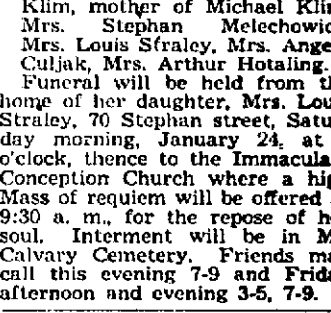 Klim, mother of Michael Kli
Mrs. Stephan Melechowic
Mrs. Louis Straley, Mrs. Ange
Culjak, Mrs. Arthur Hotaling.
Funeral will be held from t
home of her daughter, Mrs. Lou
Straley, 70 Stephan street, Satu
day morning, January 24, at
o'clock, thence to the Immacula
Conception Church where a hig
Mass of requiem will be offered
9:30 a. m., for the repose of h
soul. Interment will be in M
Calvary Cemetery. Friends ma
call this evening 7-9 and Frida
afternoon and evening 3-5, 7-9.